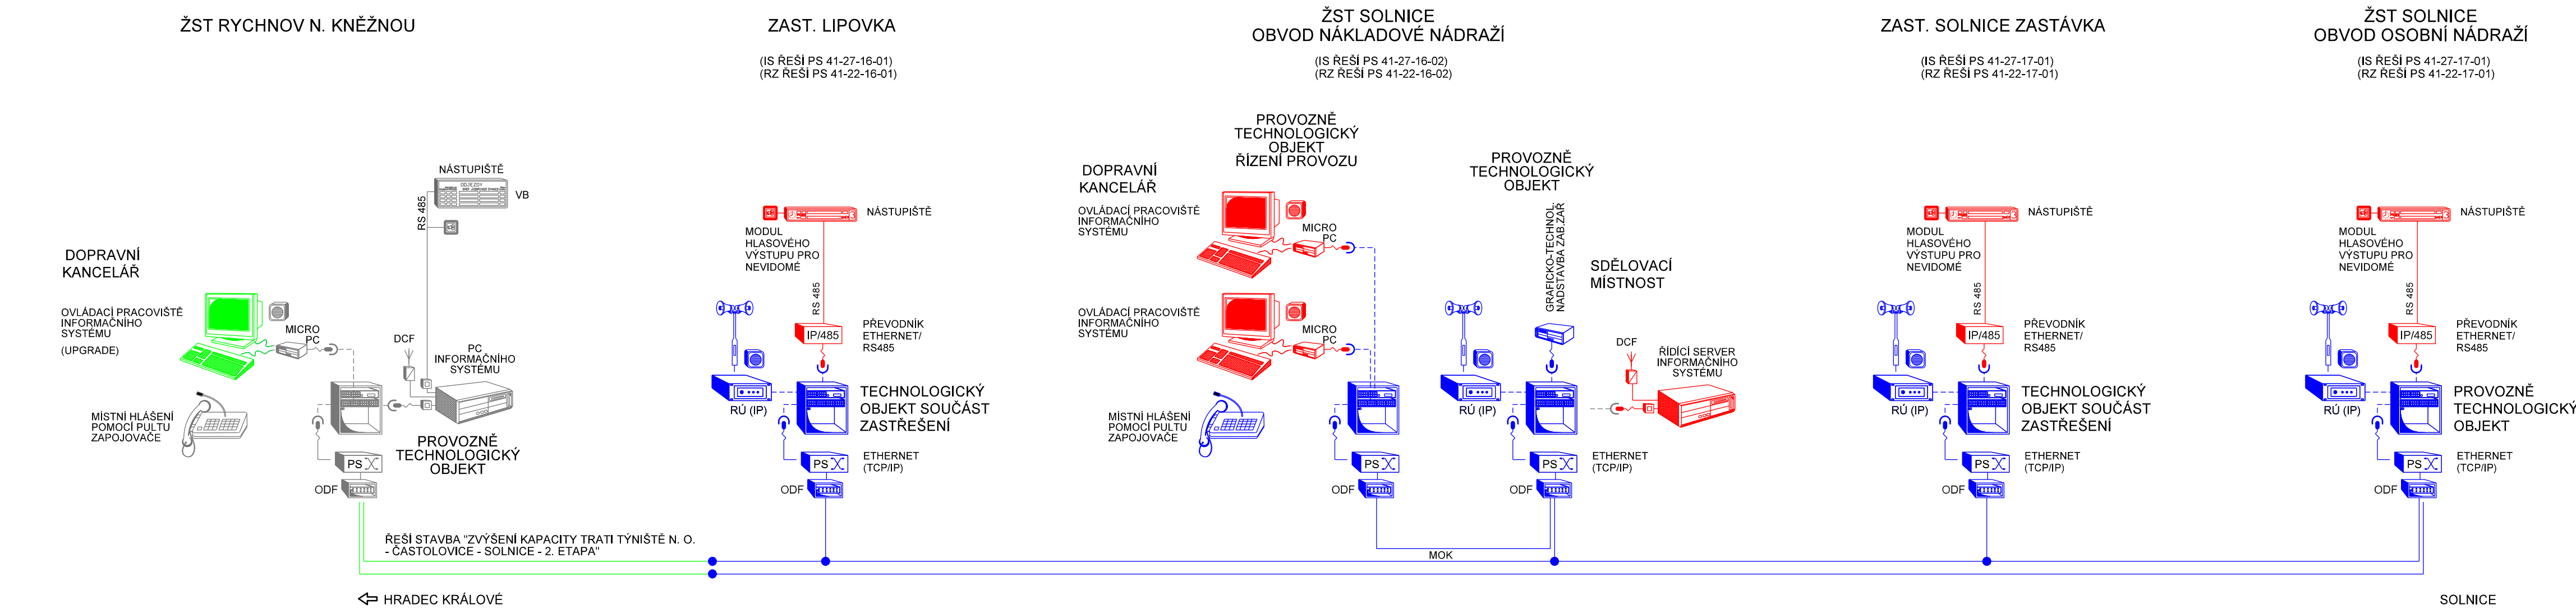 ŽST RYCHNOV N. KNĚŽNOU
NÁSTUPIŠTĚ
ODJEZDY
VB
RS 485
DOPRAVNÍ
KANCELÁŘ
OVLÁDACÍ PRACOVIŠTĚ
INFORMAČNÍHO
SYSTÉMU
(UPGRADE)
MICRO
PC
DCF
PC
INFORMAČNÍHO
SYSTÉMU
MÍSTNÍ HLÁŠENÍ
POMOCÍ PULTU
ZAPOJOVAČE
PROVOZNĚ
TECHNOLOGICKÝ
OBJEKT
PS
ODF
ŘEŠÍ STAVBA "ZVÝŠENÍ KAPACITY TRATI TÝNIŠTĚ N. O.
- ČASTOLOVICE - SOLNICE - 2. ETAPA"
HRADEC KRÁLOVÉ
ZAST. LIPOVKA
(IS ŘEŠÍ PS 41-27-16-01)
(RZ ŘEŠÍ PS 41-22-16-01)
NÁSTUPIŠTĚ
MODUL
HLASOVÉHO
VÝSTUPU PRO
NEVIDOMÉ
RS 485
IP/485
PŘEVODNÍK
ETHERNET/
RS485
RÚ (IP)
TECHNOLOGICKÝ
OBJEKT SOUČÁST
ZASTŘEŠENÍ
PS
ETHERNET
(TCP/IP)
ODF
ŽST SOLNICE
OBVOD NÁKLADOVÉ NÁDRAŽÍ
(IS ŘEŠÍ PS 41-27-16-02)
(RZ ŘEŠÍ PS 41-22-16-02)
PROVOZNĚ
TECHNOLOGICKÝ
OBJEKT
ŘÍZENÍ PROVOZU
DOPRAVNÍ
KANCELÁŘ
OVLÁDACÍ PRACOVIŠTĚ
INFORMAČNÍHO
SYSTÉMU
MICRO
PC
OVLÁDACÍ PRACOVIŠTĚ
INFORMAČNÍHO
SYSTÉMU
MICRO
PC
MÍSTNÍ HLÁŠENÍ
POMOCÍ PULTU
ZAPOJOVAČE
PS
ODF
MOK
PROVOZNĚ
TECHNOLOGICKÝ
OBJEKT
GRAFICKO-TECHNOL.
NADSTAVBA ZAB.ZAŘ
RÚ (IP)
SDĚLOVACÍ
MÍSTNOST
DCF
ŘÍDÍCÍ SERVER
INFORMAČNÍHO
SYSTÉMU
PS
ETHERNET
(TCP/IP)
ODF
ZAST. SOLNICE ZASTÁVKA
(IS ŘEŠÍ PS 41-27-17-01)
(RZ ŘEŠÍ PS 41-22-17-01)
NÁSTUPIŠTĚ
MODUL
HLASOVÉHO
VÝSTUPU PRO
NEVIDOMÉ
RS 485
IP/485
PŘEVODNÍK
ETHERNET/
RS485
RÚ (IP)
TECHNOLOGICKÝ
OBJEKT SOUČÁST
ZASTŘEŠENÍ
PS
ETHERNET
(TCP/IP)
ODF
ŽST SOLNICE
OBVOD OSOBNÍ NÁDRAŽÍ
(IS ŘEŠÍ PS 41-27-17-01)
(RZ ŘEŠÍ PS 41-22-17-01)
NÁSTUPIŠTĚ
MODUL
HLASOVÉHO
VÝSTUPU PRO
NEVIDOMÉ
RS 485
IP/485
PŘEVODNÍK
ETHERNET/
RS485
RÚ (IP)
PROVOZNĚ
TECHNOLOGICKÝ
OBJEKT
PS
ETHERNET
(TCP/IP)
ODF
SOLNICE